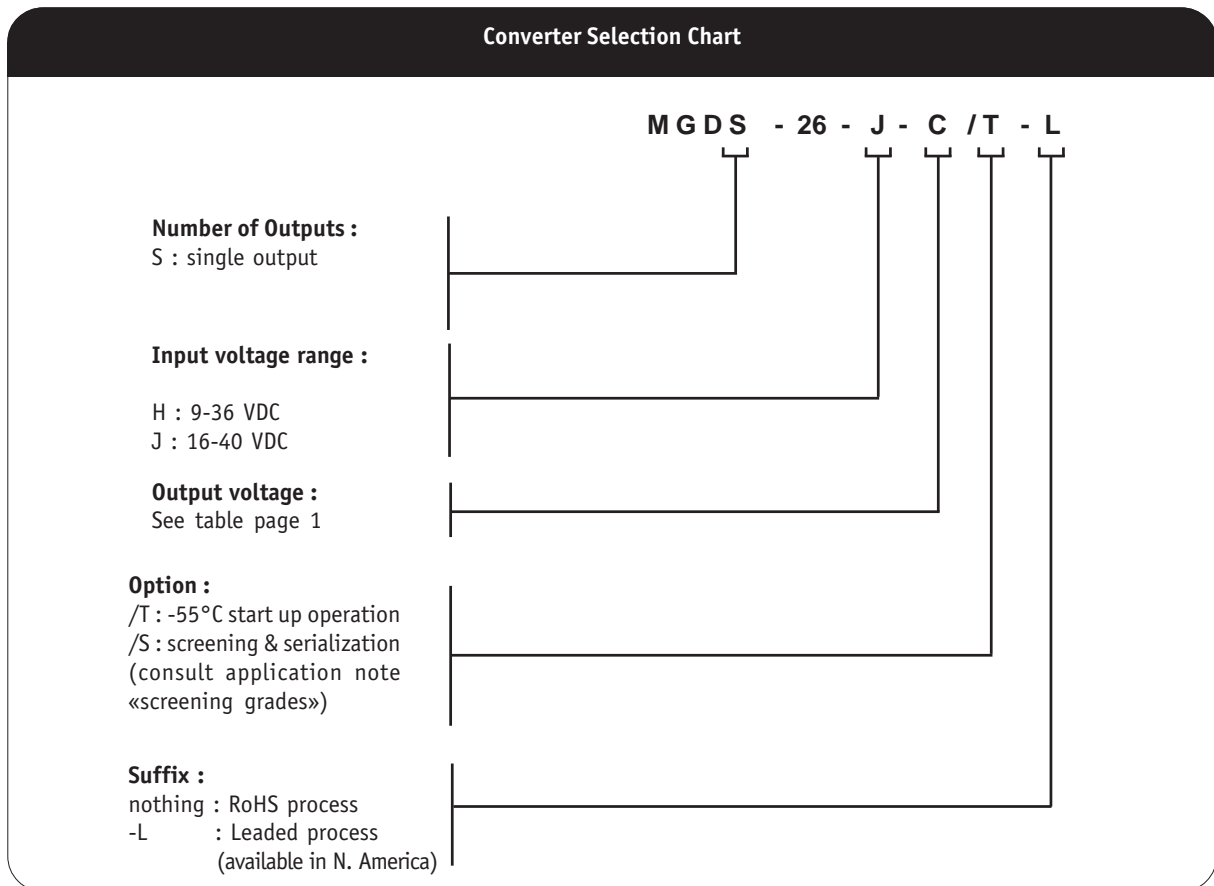 Converter Selection Chart
MGDS - 26 - J - C /T - L
Number of Outputs :
S : single output
Input voltage range :
H : 9-36 VDC
J : 16-40 VDC
Output voltage :
See table page 1
Option :
/T : -55°C start up operation
/S : screening & serialization
(consult application note
«screening grades»)
Suffix :
nothing : RoHS process
-L : Leaded process
(available in N. America)